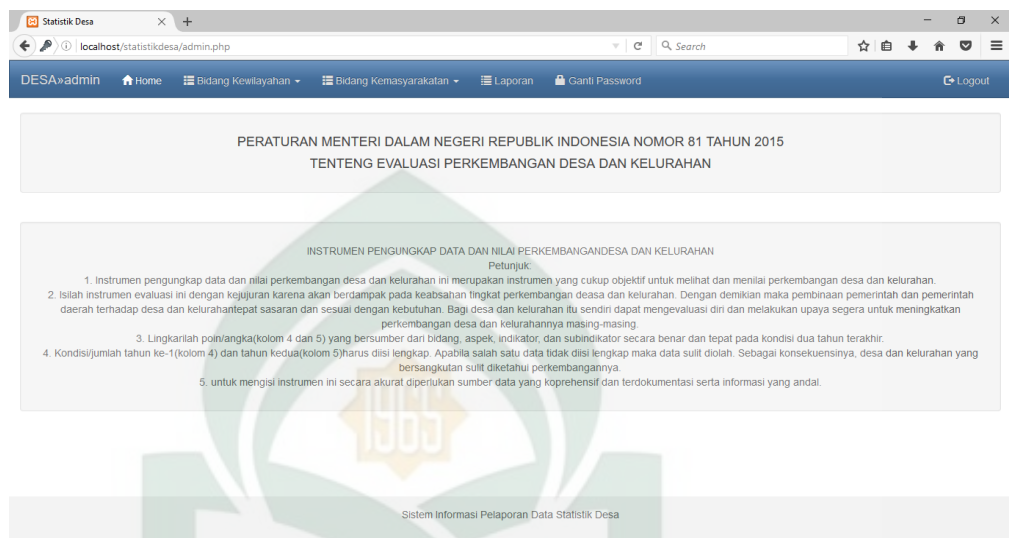 Statistik Desa
localhost/statistikdesa/admin.php
Search
DESA»admin Home Bidang Kewilayahan Bidang Kemasyarakatan Laporan Ganti Password Logout
PERATURAN MENTERI DALAM NEGERI REPUBLIK INDONESIA NOMOR 81 TAHUN 2015
TENTENG EVALUASI PERKEMBANGAN DESA DAN KELURAHAN
INSTRUMEN PENGUNGKAP DATA DAN NILAI PERKEMBANGANDESA DAN KELURAHAN
Petunjuk:
1. Instrumen pengungkap data dan nilai perkembangan desa dan kelurahan ini merupakan instrumen yang cukup objektif untuk melihat dan menilai perkembangan desa dan kelurahan.
2. Isilah instrumen evaluasi ini dengan kejujuran karena akan berdampak pada keabsahan tingkat perkembangan deasa dan kelurahan. Dengan demikian maka pembinaan pemerintah dan pemerintah
daerah terhadap desa dan kelurahantepat sasaran dan sesuai dengan kebutuhan. Bagi desa dan kelurahan itu sendiri dapat mengevaluasi diri dan melakukan upaya segera untuk meningkatkan
perkembangan desa dan kelurahannya masing-masing.
3. Lingkarilah poin/angka(kolom 4 dan 5) yang bersumber dari bidang, aspek, indikator, dan subindikator secara benar dan tepat pada kondisi dua tahun terakhir.
4. Kondisi/jumlah tahun ke-1(kolom 4) dan tahun kedua(kolom 5)harus diisi lengkap. Apabila salah satu data tidak diisi lengkap maka data sulit diolah. Sebagai konsekuensinya, desa dan kelurahan yang
bersangkutan sulit diketahui perkembangannya.
5. untuk mengisi instrumen ini secara akurat diperlukan sumber data yang koprehensif dan terdokumentasi serta informasi yang andal.
1965
Sistem Informasi Pelaporan Data Statistik Desa